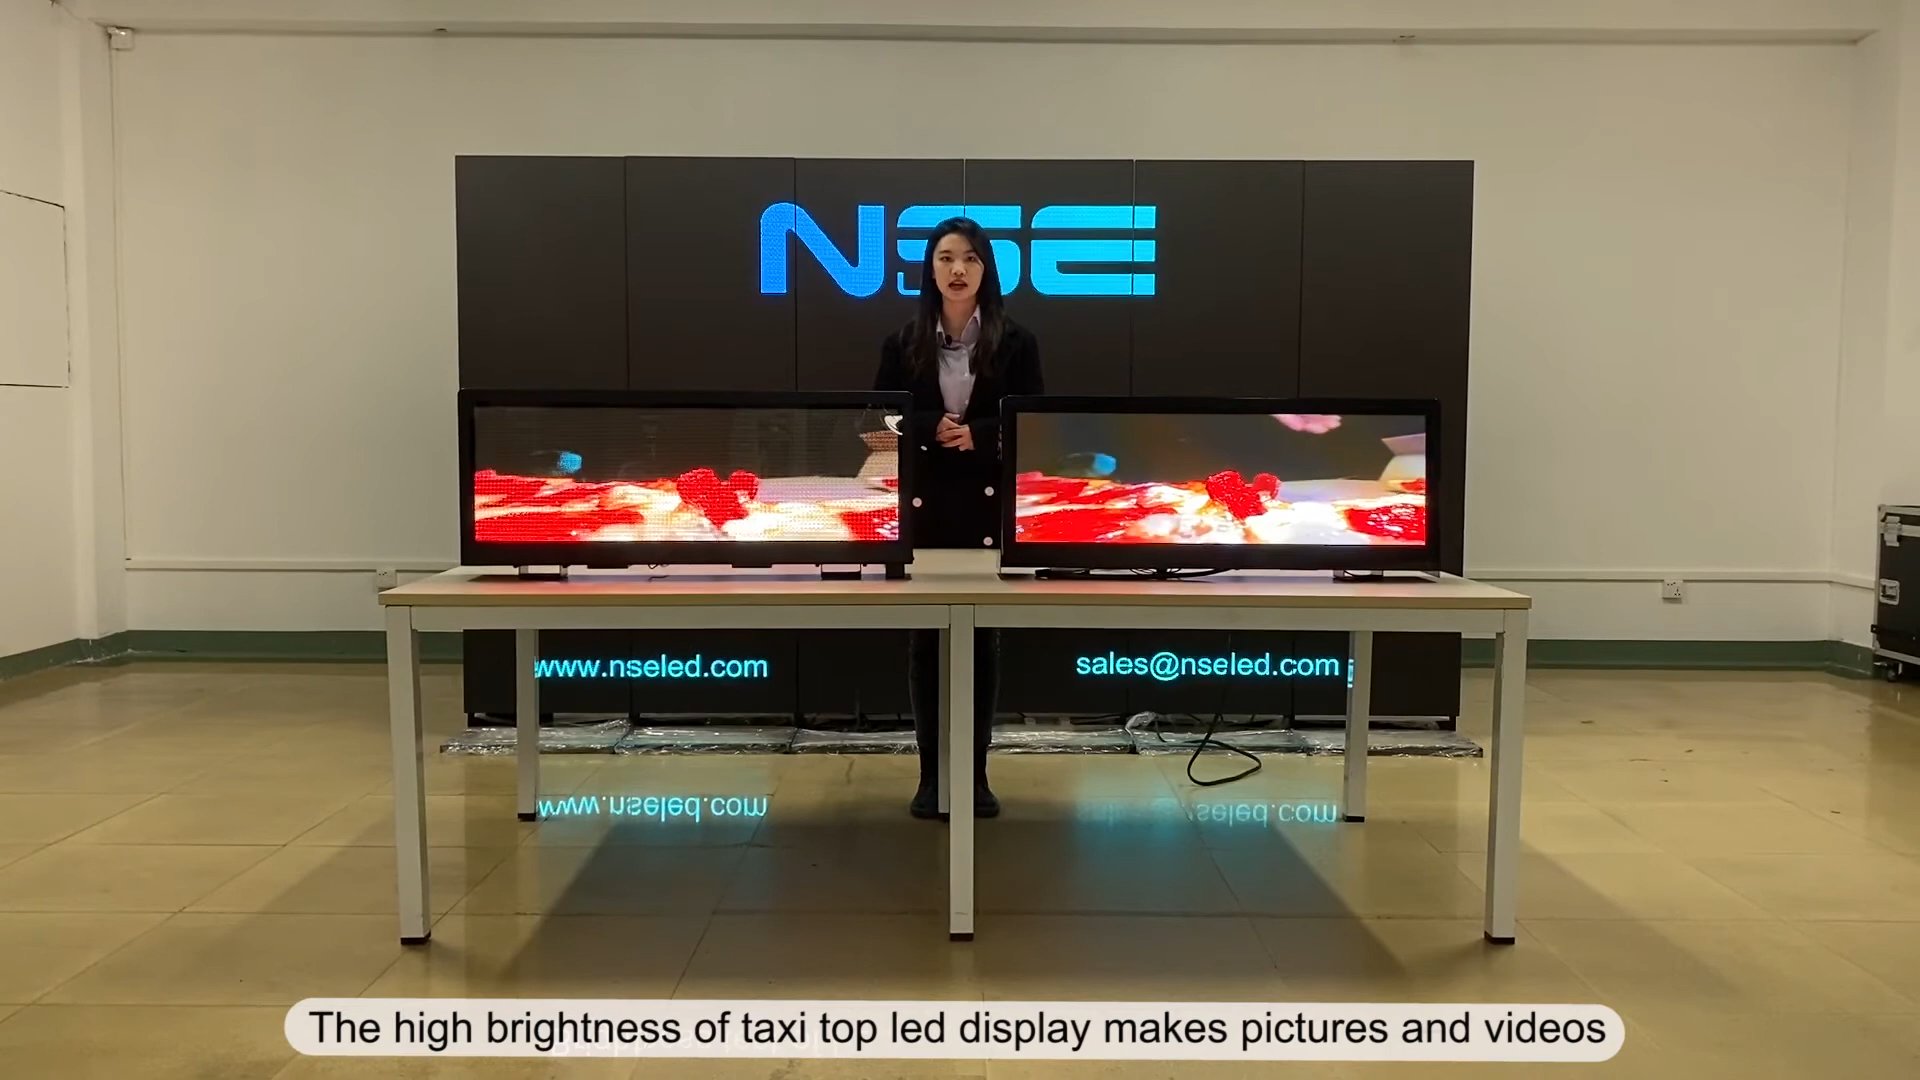 NSE
www.nseled.com
sales@nseled.com
The high brightness of taxi top led display makes pictures and videos